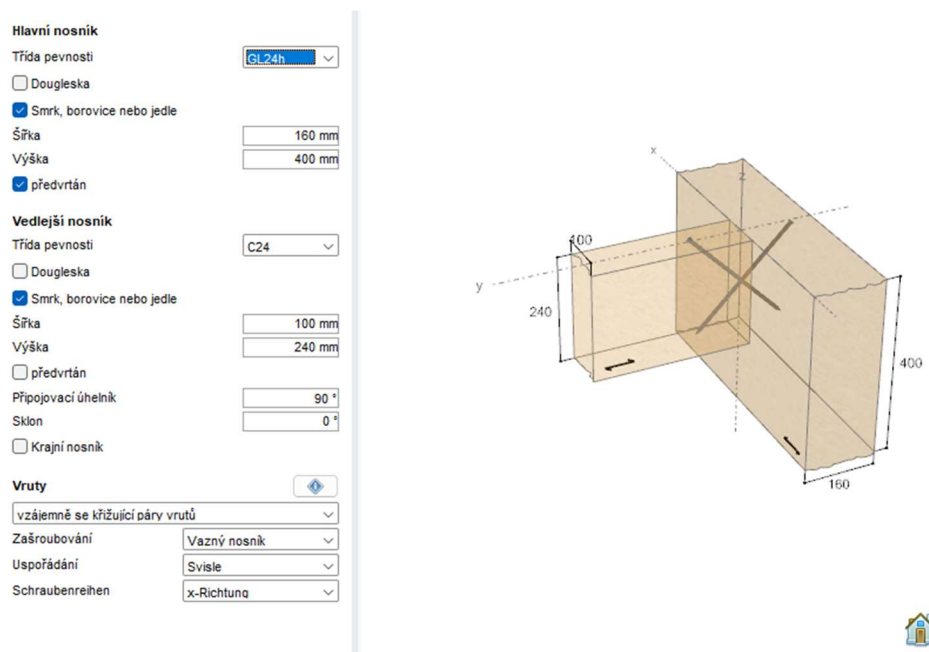 Hlavní nosník
Třída pevnosti GL24h
Dougleska
Smrk, borovice nebo jedle
Šířka 160 mm
Výška 400 mm
předvrtán
Vedlejší nosník
Třída pevnosti C24
Dougleska
Smrk, borovice nebo jedle
Šířka 100 mm
Výška 240 mm
předvrtán
Připojovací úhelník 90 °
Sklon 0 °
Krajní nosník
Vruty
vzájemně se křižující páry vrutů
Zašroubování Vazný nosník
Uspořádání Svisle
Schraubenreihen x-Richtung
x
z
100
y
240
400
160